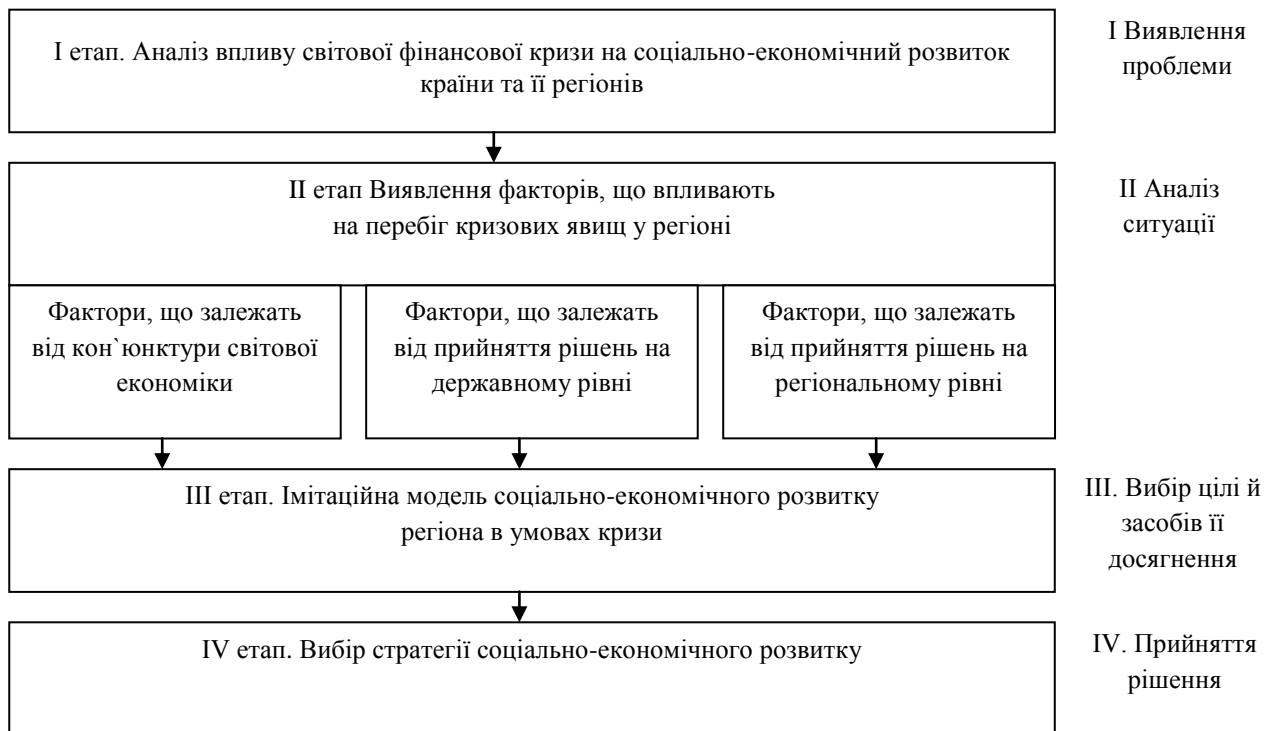 I етап. Аналіз впливу світової фінансової кризи на соціально-економічний розвиток
країни та її регіонів
I Виявлення
проблеми
II етап Виявлення факторів, що впливають
на перебіг кризових явищ у регіоні
II Аналіз
ситуації
Фактори, що залежать
від кон`юнктури світової
економіки
Фактори, що залежать
від прийняття рішень на
державному рівні
Фактори, що залежать
від прийняття рішень на
регіональному рівні
III етап. Імітаційна модель соціально-економічного розвитку
регіона в умовах кризи
III. Вибір цілі й
засобів її
досягнення
IV етап. Вибір стратегії соціально-економічного розвитку
IV. Прийняття
рішення